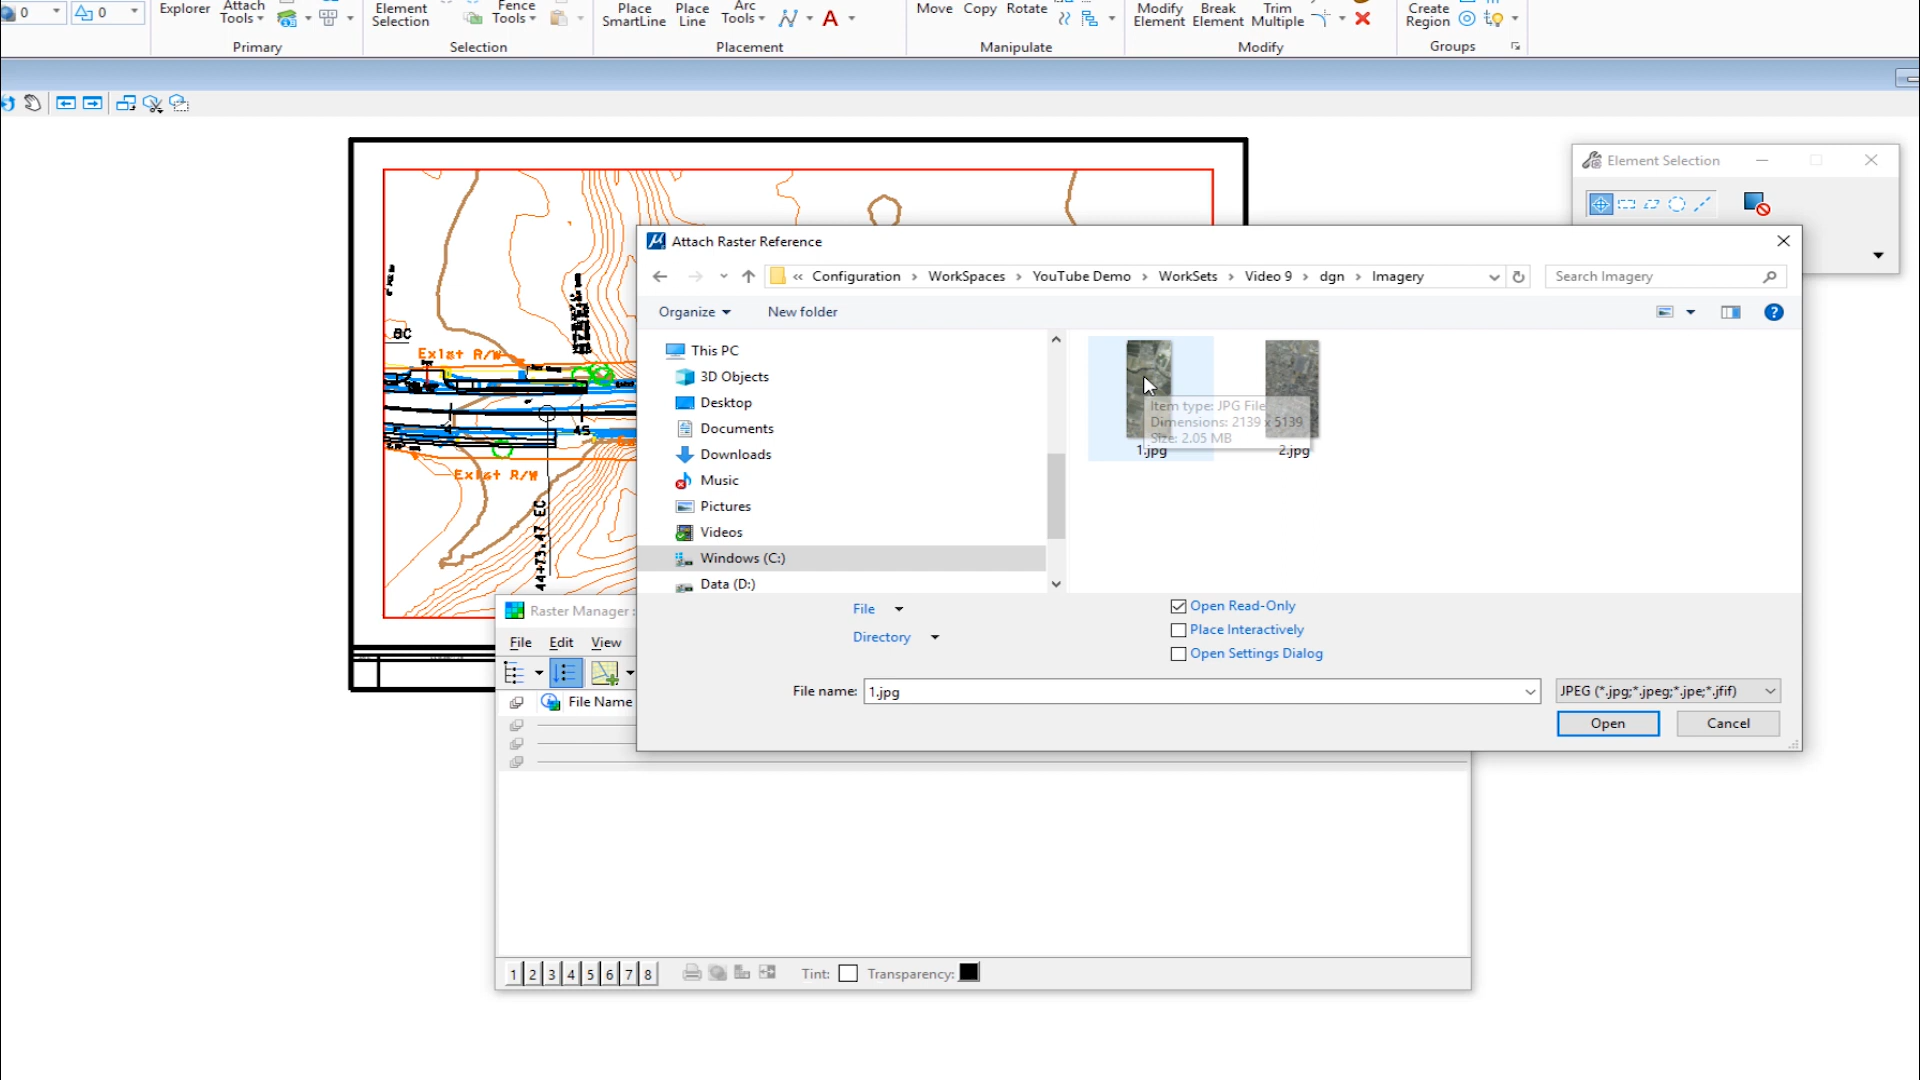 0 0
Explorer Attach Tools Element Selection Fence Tools Place SmartLine Place Line Arc Tools A Move Copy Rotate Modify Element Break Element Trim Multiple Create Region
Primary Selection Placement Manipulate Modify Groups
Element Selection
Attach Raster Reference
« Configuration WorkSpaces YouTube Demo WorkSets Video 9 dgn Imagery
Search Imagery
Organize New folder
BC
Exist R/W
45
Exist R/W
44+73.47 EC
This PC
3D Objects
Desktop
Documents
Downloads
Music
Pictures
Videos
Windows (C:)
Data (D:)
Item type: JPG File
Dimensions: 2139 x 5139
Size: 2.05 MB
1.jpg 2.jpg
File
Directory
Open Read-Only
Place Interactively
Open Settings Dialog
File name: 1.jpg
JPEG (*.jpg;*.jpeg;*.jpe;*.jfif)
Open Cancel
Raster Manager :
File Edit View
File Name
1 2 3 4 5 6 7 8 Tint: Transparency: